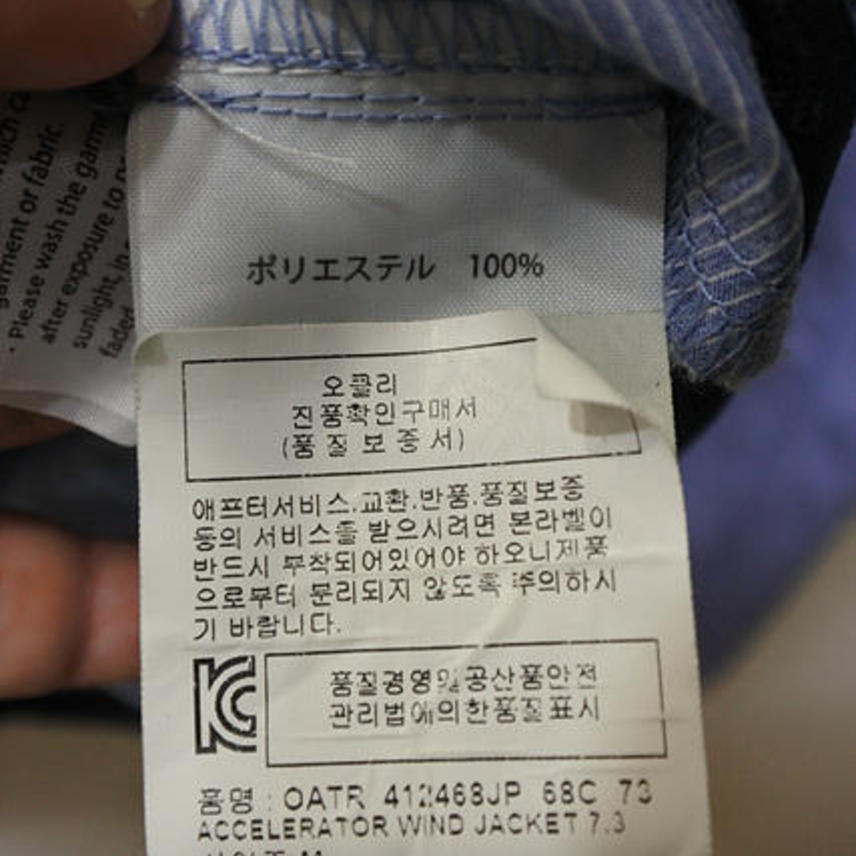 which ca
garment or fabric.
· Please wash the garm
after exposure to p
sunlight, in
faded
ポリエステル 100%
오클리
진품확인구매서
(품질보증서)
애프터서비스.교환.반품.품질보증
등의 서비스를 받으시려면 본라벨이
반드시 부착되어있어야 하오니제품
으로부터 분리되지 않도록 주의하시
기 바랍니다.
품질경영및공산품안전
관리법에의한품질표시
품명 : OATR 412468JP 68C 73
ACCELERATOR WIND JACKET 7.3